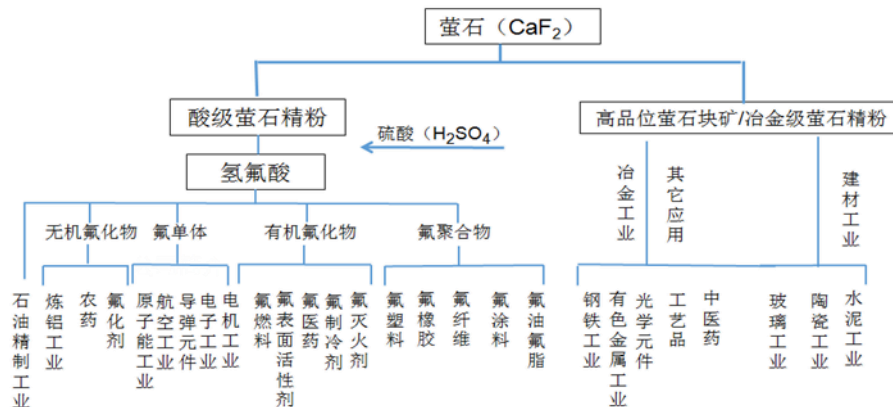 萤石（CaF₂）
酸级萤石精粉
高品位萤石块矿/冶金级萤石精粉
硫酸（H₂SO₄）
氢氟酸
冶金工业
其它应用
建材工业
无机氟化物
氟单体
有机氟化物
氟聚合物
石油精制工业
炼铝工业
农药
氟化剂
原子能工业
航空工业
导弹元件
电子工业
电机工业
氟燃料
氟表面活性剂
氟医药
氟制冷剂
氟灭火剂
氟塑料
氟橡胶
氟纤维
氟涂料
氟油氟脂
钢铁工业
有色金属工业
光学元件
工艺品
中医药
玻璃工业
陶瓷工业
水泥工业